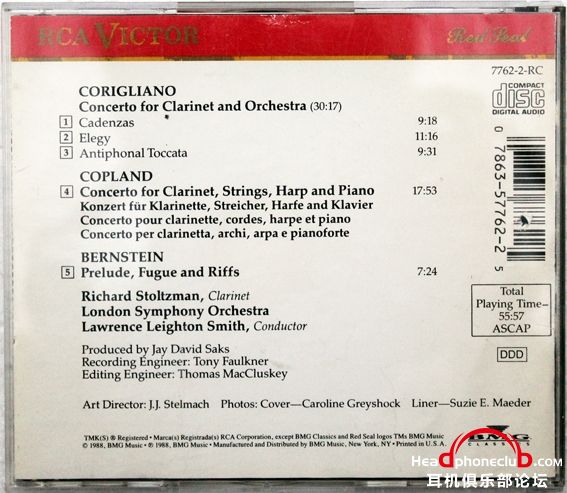 RCA VICTOR
Red Seal
7762-2-RC
COMPACT
disc
DIGITAL AUDIO
CORIGLIANO
Concerto for Clarinet and Orchestra (30:17)
1 Cadenzas 9:18
2 Elegy 11:16
3 Antiphonal Toccata 9:31
COPLAND
4 Concerto for Clarinet, Strings, Harp and Piano 17:53
Konzert für Klarinette, Streicher, Harfe and Klavier
Concerto pour clarinette, cordes, harpe et piano
Concerto per clarinetta, archi, arpa e pianoforte
BERNSTEIN
5 Prelude, Fugue and Riffs 7:24
0 78635-7762-2 5
Richard Stoltzman, Clarinet
London Symphony Orchestra
Lawrence Leighton Smith, Conductor
Total
Playing Time—
55:57
ASCAP
DDD
Produced by Jay David Saks
Recording Engineer: Tony Faulkner
Editing Engineer: Thomas MacCluskey
Art Director: J.J. Stelmach Photos: Cover—Caroline Greyshock Liner—Suzie E. Maeder
TMK(S) ® Registered • Marca(s) Registrada(s) RCA Corporation, except BMG Classics and Red Seal logos TMs BMG Music
© 1988, BMG Music • ℗ 1988, BMG Music • Manufactured and Distributed by BMG Music, New York, NY • Printed in U.S.A.
BMG
CLASSICS
Headphoneclub.com
耳机俱乐部论坛